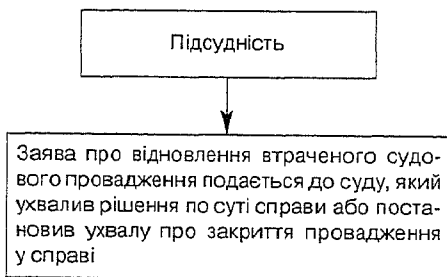 Підсудність
Заява про відновлення втраченого судо-
вого провадження подається до суду, який
ухвалив рішення по суті справи або поста-
новив ухвалу про закриття провадження
у справі